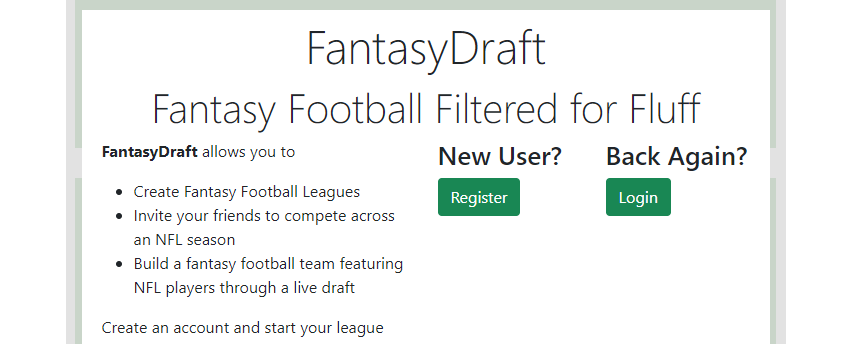 FantasyDraft
Fantasy Football Filtered for Fluff
FantasyDraft allows you to
Create Fantasy Football Leagues
Invite your friends to compete across
an NFL season
Build a fantasy football team featuring
NFL players through a live draft
Create an account and start your league
New User?
Register
Back Again?
Login